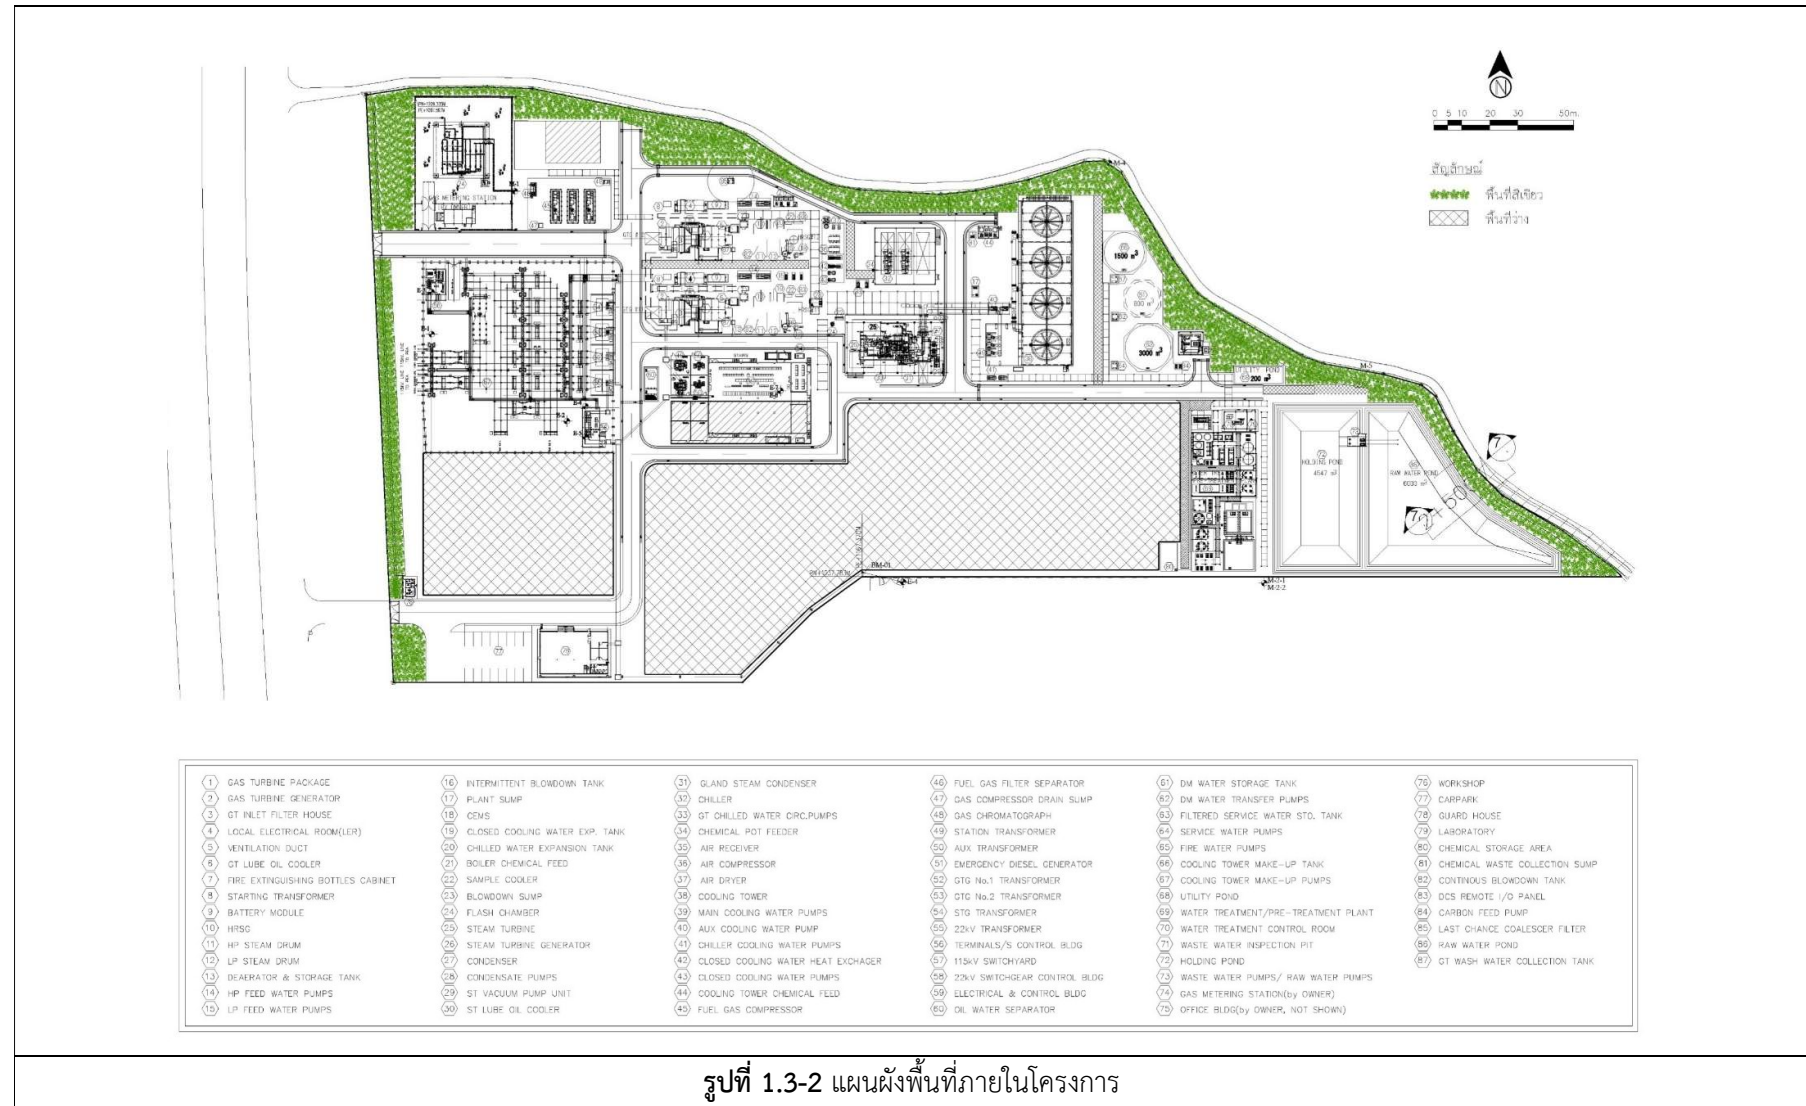 N
0 5 10 20 30 50m.
สัญลักษณ์
พื้นที่สีเขียว
พื้นที่ว่าง
M-4
GAS METERING STATION
1500 m³
3000 m³
UTILITY POND
200 m³
M-5
HOLDING POND
4547 m³
RAW WATER POND
7
7
BM-01
M-2-1
M-2-2
1 GAS TURBINE PACKAGE
2 GAS TURBINE GENERATOR
3 GT INLET FILTER HOUSE
4 LOCAL ELECTRICAL ROOM(LER)
5 VENTILATION DUCT
6 GT LUBE OIL COOLER
7 FIRE EXTINGUISHING BOTTLES CABINET
8 STARTING TRANSFORMER
9 BATTERY MODULE
10 HRSG
11 HP STEAM DRUM
12 LP STEAM DRUM
13 DEAERATOR & STORAGE TANK
14 HP FEED WATER PUMPS
15 LP FEED WATER PUMPS
16 INTERMITTENT BLOWDOWN TANK
17 PLANT SUMP
18 CEMS
19 CLOSED COOLING WATER EXP. TANK
20 CHILLED WATER EXPANSION TANK
21 BOILER CHEMICAL FEED
22 SAMPLE COOLER
23 BLOWDOWN SUMP
24 FLASH CHAMBER
25 STEAM TURBINE
26 STEAM TURBINE GENERATOR
27 CONDENSER
28 CONDENSATE PUMPS
29 ST VACUUM PUMP UNIT
30 ST LUBE OIL COOLER
31 GLAND STEAM CONDENSER
32 CHILLER
33 GT CHILLED WATER CIRC.PUMPS
34 CHEMICAL POT FEEDER
35 AIR RECEIVER
36 AIR COMPRESSOR
37 AIR DRYER
38 COOLING TOWER
39 MAIN COOLING WATER PUMPS
40 AUX COOLING WATER PUMP
41 CHILLER COOLING WATER PUMPS
42 CLOSED COOLING WATER HEAT EXCHAGER
43 CLOSED COOLING WATER PUMPS
44 COOLING TOWER CHEMICAL FEED
45 FUEL GAS COMPRESSOR
46 FUEL GAS FILTER SEPARATOR
47 GAS COMPRESSOR DRAIN SUMP
48 GAS CHROMATOGRAPH
49 STATION TRANSFORMER
50 AUX TRANSFORMER
51 EMERGENCY DIESEL GENERATOR
52 GTG No.1 TRANSFORMER
53 GTG No.2 TRANSFORMER
54 STG TRANSFORMER
55 22kV TRANSFORMER
56 TERMINALS/S CONTROL BLDG
57 115kV SWITCHYARD
58 22kV SWITCHGEAR CONTROL BLDG
59 ELECTRICAL & CONTROL BLDG
60 OIL WATER SEPARATOR
61 DM WATER STORAGE TANK
62 DM WATER TRANSFER PUMPS
63 FILTERED SERVICE WATER STO. TANK
64 SERVICE WATER PUMPS
65 FIRE WATER PUMPS
66 COOLING TOWER MAKE-UP TANK
67 COOLING TOWER MAKE-UP PUMPS
68 UTILITY POND
69 WATER TREATMENT/PRE-TREATMENT PLANT
70 WATER TREATMENT CONTROL ROOM
71 WASTE WATER INSPECTION PIT
72 HOLDING POND
73 WASTE WATER PUMPS/ RAW WATER PUMPS
74 GAS METERING STATION(by OWNER)
75 OFFICE BLDG(by OWNER, NOT SHOWN)
76 WORKSHOP
77 CARPARK
78 GUARD HOUSE
79 LABORATORY
80 CHEMICAL STORAGE AREA
81 CHEMICAL WASTE COLLECTION SUMP
82 CONTINOUS BLOWDOWN TANK
83 DCS REMOTE I/O PANEL
84 CARBON FEED PUMP
85 LAST CHANCE COALESCER FILTER
86 RAW WATER POND
87 GT WASH WATER COLLECTION TANK
รูปที่ 1.3-2 แผนผังพื้นที่ภายในโครงการ